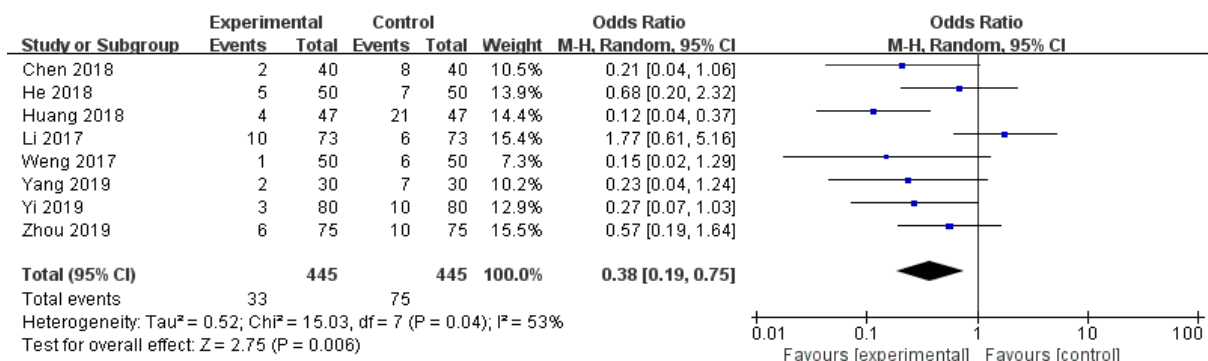 Experimental Control Odds Ratio Odds Ratio
Study or Subgroup Events Total Events Total Weight M-H, Random, 95% CI M-H, Random, 95% CI
Chen 2018 2 40 8 40 10.5% 0.21 [0.04, 1.06]
He 2018 5 50 7 50 13.9% 0.68 [0.20, 2.32]
Huang 2018 4 47 21 47 14.4% 0.12 [0.04, 0.37]
Li 2017 10 73 6 73 15.4% 1.77 [0.61, 5.16]
Weng 2017 1 50 6 50 7.3% 0.15 [0.02, 1.29]
Yang 2019 2 30 7 30 10.2% 0.23 [0.04, 1.24]
Yi 2019 3 80 10 80 12.9% 0.27 [0.07, 1.03]
Zhou 2019 6 75 10 75 15.5% 0.57 [0.19, 1.64]
Total (95% CI) 445 445 100.0% 0.38 [0.19, 0.75]
Total events 33 75
Heterogeneity: Tau² = 0.52; Chi² = 15.03, df = 7 (P = 0.04); I² = 53%
Test for overall effect: Z = 2.75 (P = 0.006)
0.01 0.1 1 10 100
Favours [experimental] Favours [control]